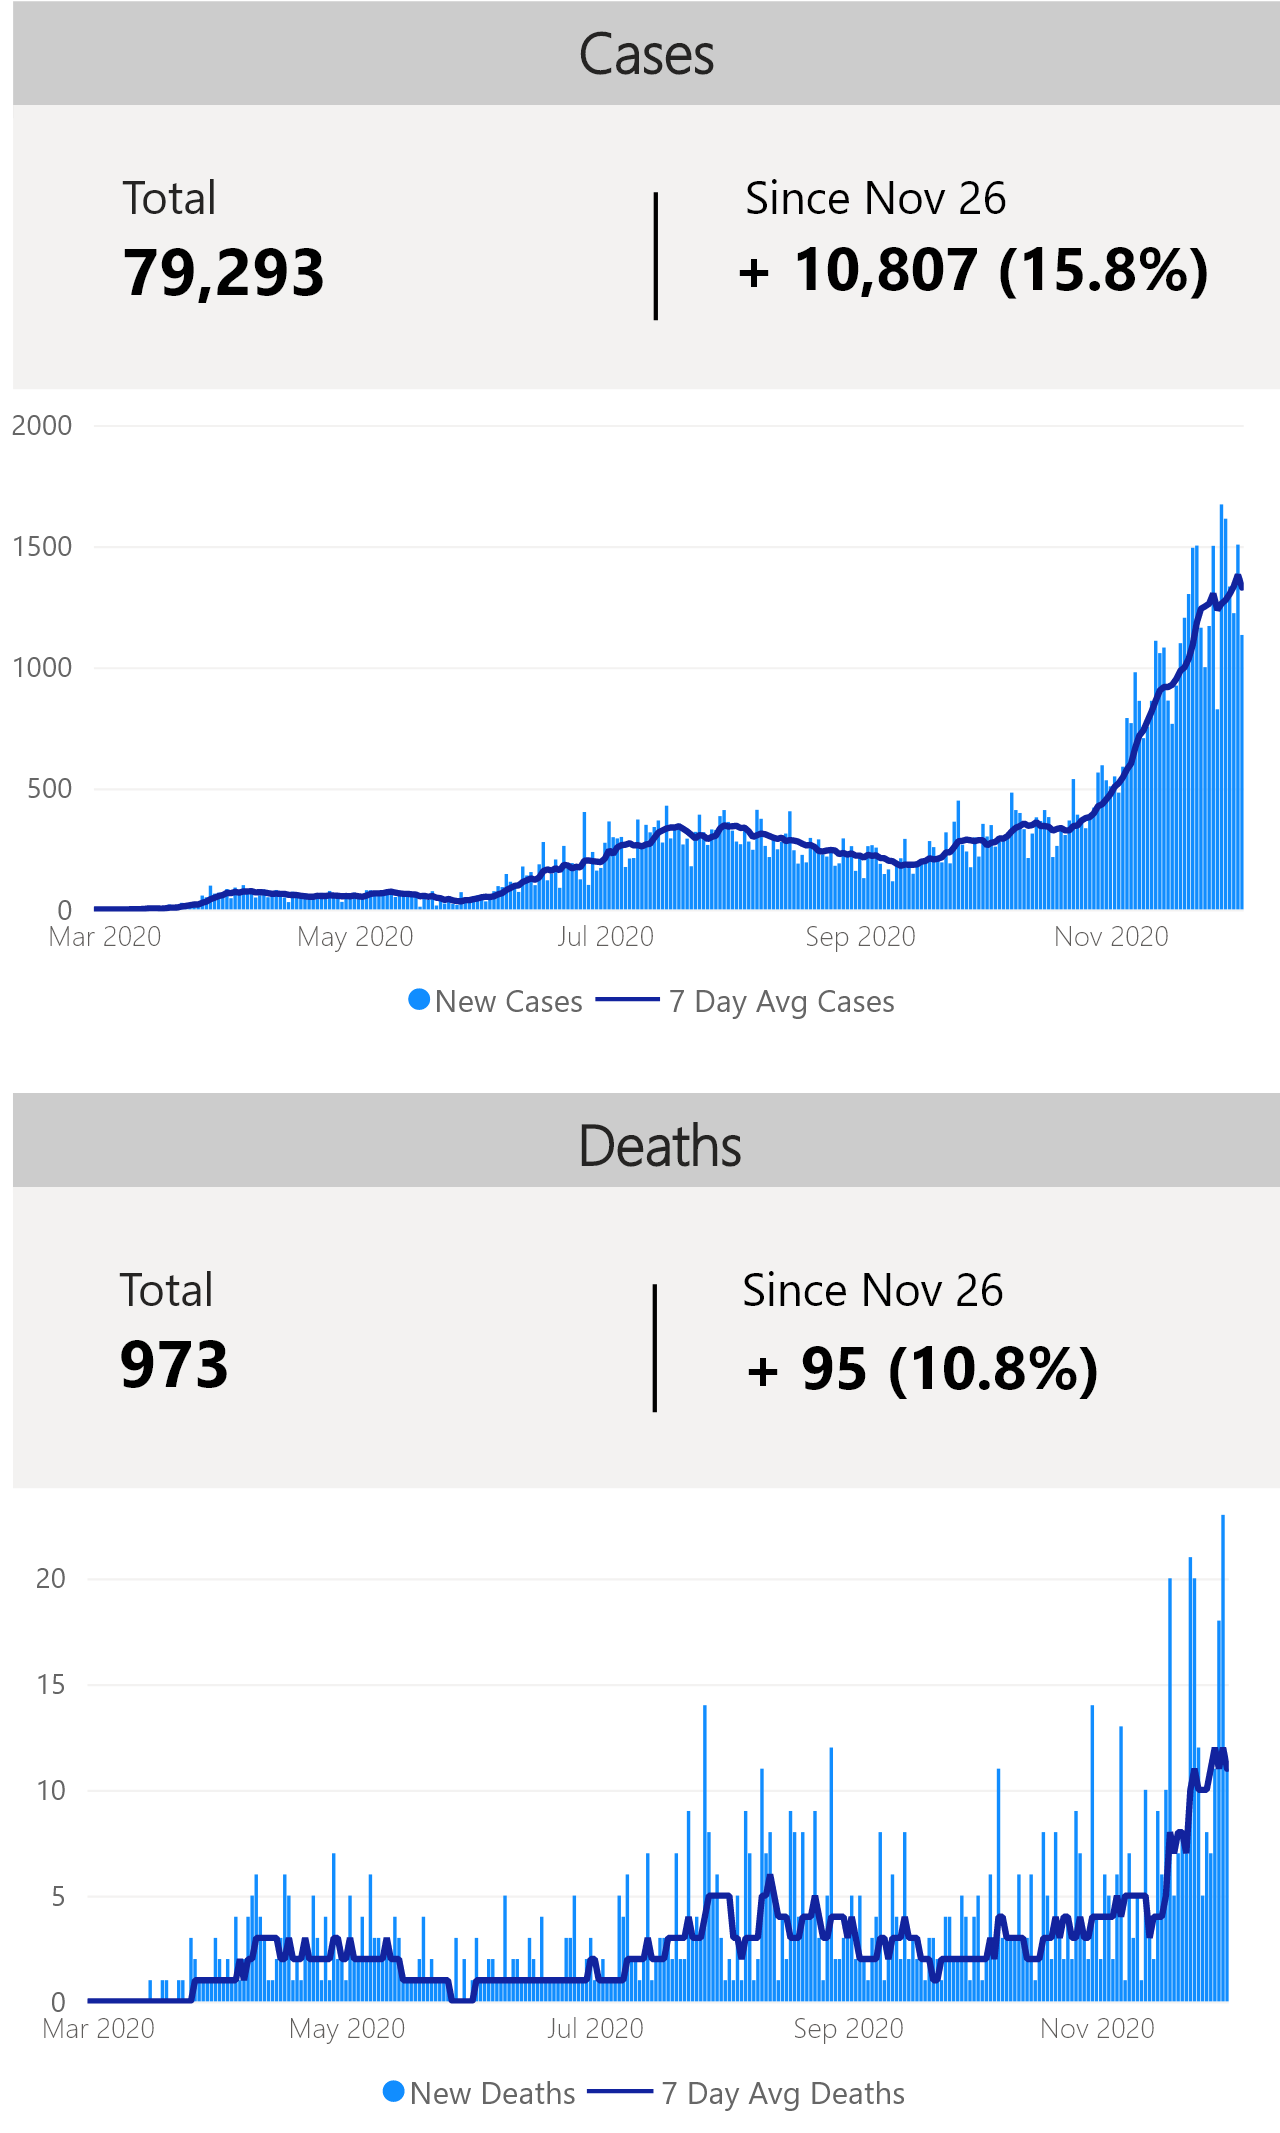 Cases
Total
79,293
Since Nov 26
+ 10,807 (15.8%)
2000
1500
1000
500
0
Mar 2020 May 2020 Jul 2020 Sep 2020 Nov 2020
New Cases 7 Day Avg Cases
Deaths
Total
973
Since Nov 26
+ 95 (10.8%)
20
15
10
5
0
Mar 2020 May 2020 Jul 2020 Sep 2020 Nov 2020
New Deaths 7 Day Avg Deaths